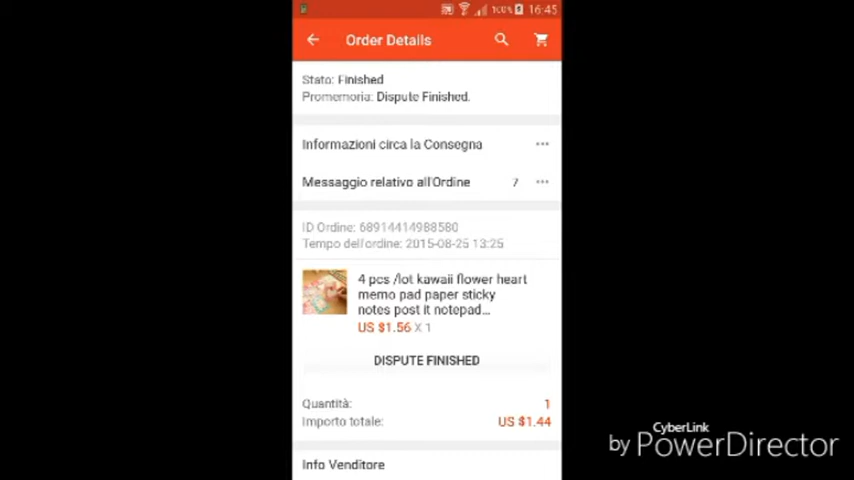 100% 16:45
Order Details
Stato: Finished
Promemoria: Dispute Finished.
Informazioni circa la Consegna
Messaggio relativo all'Ordine 7
ID Ordine: 68914414988580
Tempo dell'ordine: 2015-08-25 13:25
4 pcs /lot kawaii flower heart
memo pad paper sticky
notes post it notepad...
US $1.56 X 1
DISPUTE FINISHED
Quantità: 1
Importo totale: US $1.44
Info Venditore
CyberLink
by PowerDirector